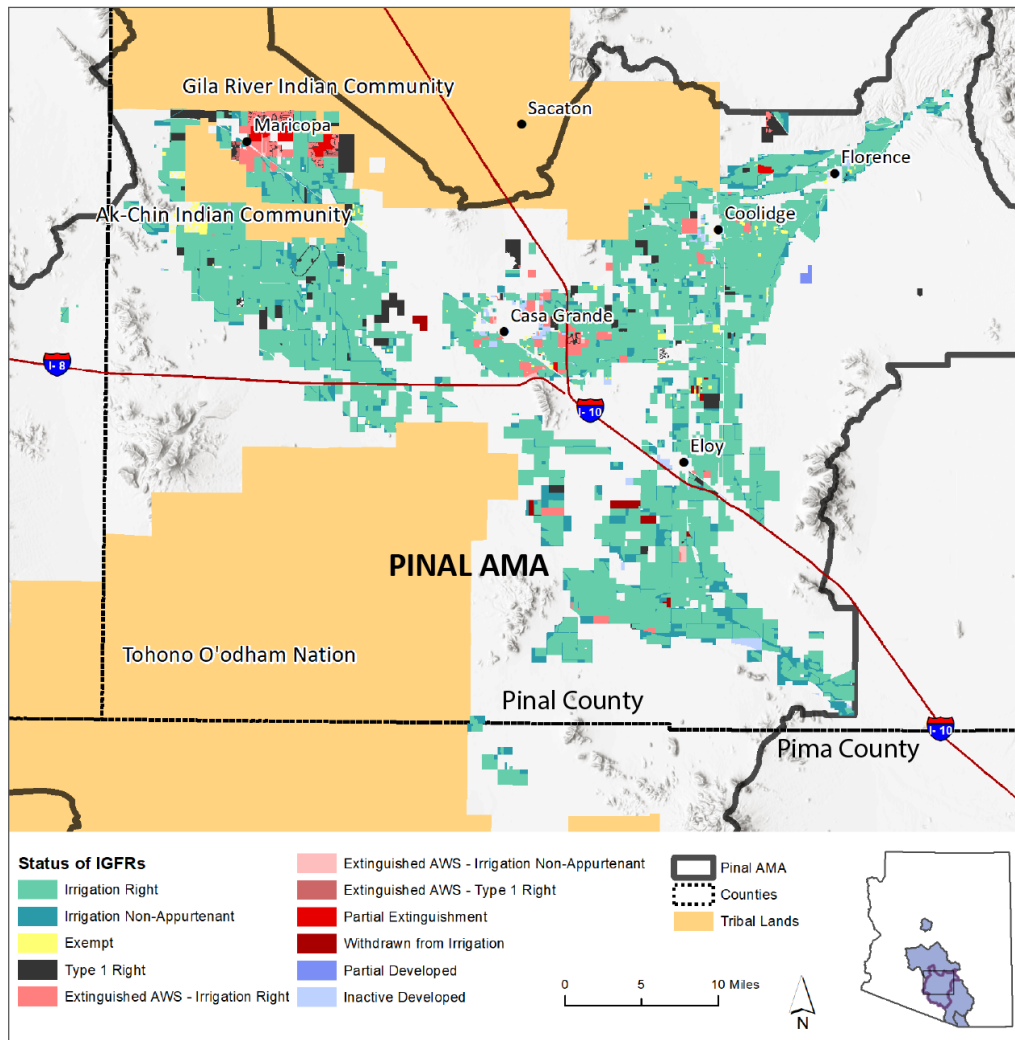 Gila River Indian Community
Sacaton
Maricopa
Florence
Ak-Chin Indian Community
Coolidge
Casa Grande
I- 8
I- 10
Eloy
PINAL AMA
Tohono O'odham Nation
Pinal County
I- 10
Pima County
Status of IGFRs
Irrigation Right
Irrigation Non-Appurtenant
Exempt
Type 1 Right
Extinguished AWS - Irrigation Right
Extinguished AWS - Irrigation Non-Appurtenant
Extinguished AWS - Type 1 Right
Partial Extinguishment
Withdrawn from Irrigation
Partial Developed
Inactive Developed
Pinal AMA
Counties
Tribal Lands
0 5 10 Miles
N